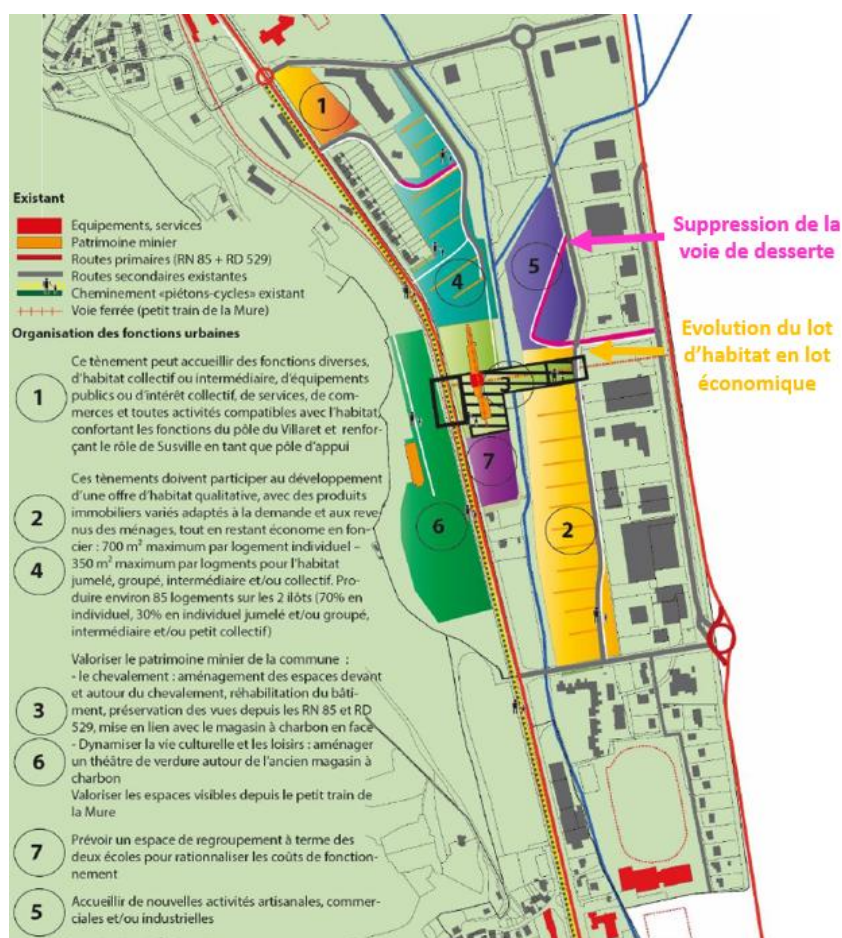 1
4
5
Suppression de la
voie de desserte
Evolution du lot
d'habitat en lot
économique
7
6
2
Existant
Equipements, services
Patrimoine minier
Routes primaires (RN 85 + RD 529)
Routes secondaires existantes
Cheminement «piétons-cycles» existant
Voie ferrée (petit train de la Mure)
Organisation des fonctions urbaines
1
Ce tènement peut accueillir des fonctions diverses,
d'habitat collectif ou intermédiaire, d'équipements
publics ou d'intérêt collectif, de services, de com-
merces et toutes activités compatibles avec l'habitat,
confortant les fonctions du pôle du Villaret et renfor-
çant le rôle de Susville en tant que pôle d'appui
2
4
Ces tènements doivent participer au développement
d'une offre d'habitat qualitative, avec des produits
immobiliers variés adaptés à la demande et aux reve-
nus des ménages, tout en restant économe en fon-
cier : 700 m² maximum par logement individuel –
350 m² maximum par logments pour l'habitat
jumelé, groupé, intermédiaire et/ou collectif. Pro-
duire environ 85 logements sur les 2 ilôts (70% en
individuel, 30% en individuel jumelé et/ou groupé,
intermédiaire et/ou petit collectif)
3
6
Valoriser le patrimoine minier de la commune :
- le chevalement : aménagement des espaces devant
et autour du chevalement, réhabilitation du bâti-
ment, préservation des vues depuis les RN 85 et RD
529, mise en lien avec le magasin à charbon en face
- Dynamiser la vie culturelle et les loisirs : aménager
un théâtre de verdure autour de l'ancien magasin à
charbon
Valoriser les espaces visibles depuis le petit train de
la Mure
7
Prévoir un espace de regroupement à terme des
deux écoles pour rationnaliser les coûts de fonction-
nement
5
Accueillir de nouvelles activités artisanales, commer-
ciales et/ou industrielles